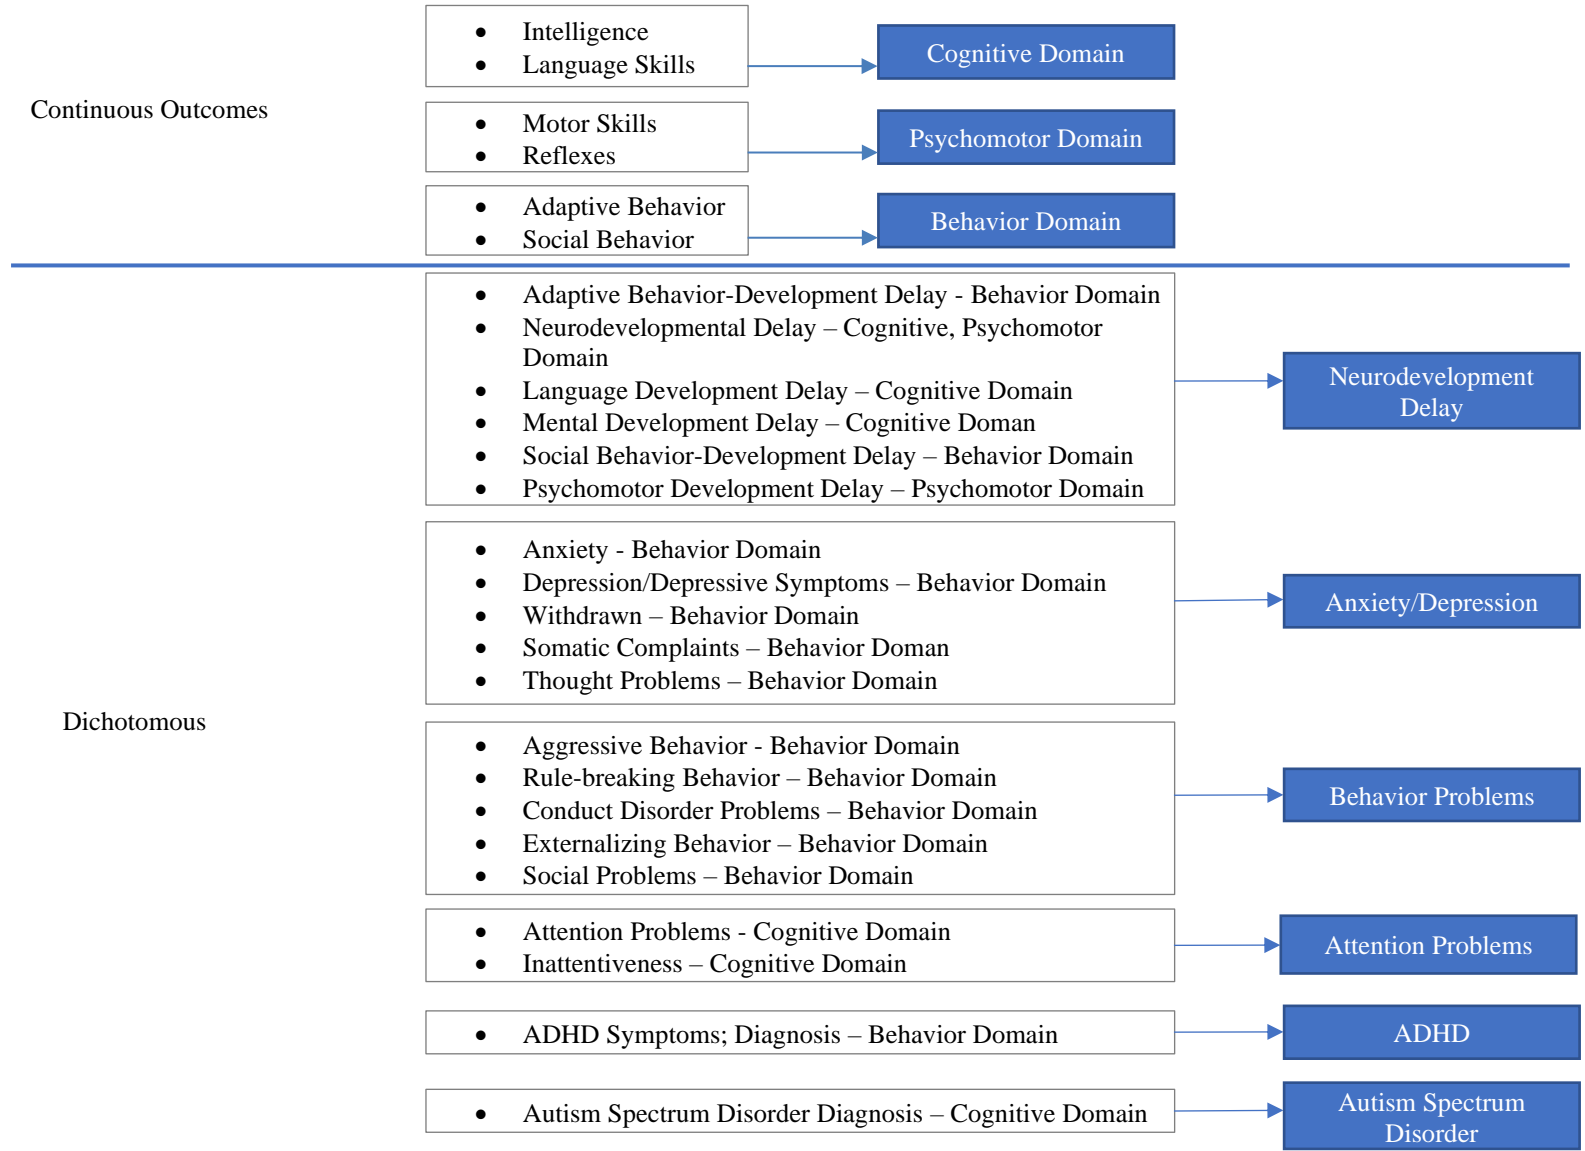 Continuous Outcomes
• Intelligence
• Language Skills
Cognitive Domain
• Motor Skills
• Reflexes
Psychomotor Domain
• Adaptive Behavior
• Social Behavior
Behavior Domain
Dichotomous
• Adaptive Behavior-Development Delay - Behavior Domain
• Neurodevelopmental Delay – Cognitive, Psychomotor
Domain
• Language Development Delay – Cognitive Domain
• Mental Development Delay – Cognitive Doman
• Social Behavior-Development Delay – Behavior Domain
• Psychomotor Development Delay – Psychomotor Domain
Neurodevelopment
Delay
• Anxiety - Behavior Domain
• Depression/Depressive Symptoms – Behavior Domain
• Withdrawn – Behavior Domain
• Somatic Complaints – Behavior Doman
• Thought Problems – Behavior Domain
Anxiety/Depression
• Aggressive Behavior - Behavior Domain
• Rule-breaking Behavior – Behavior Domain
• Conduct Disorder Problems – Behavior Domain
• Externalizing Behavior – Behavior Domain
• Social Problems – Behavior Domain
Behavior Problems
• Attention Problems - Cognitive Domain
• Inattentiveness – Cognitive Domain
Attention Problems
• ADHD Symptoms; Diagnosis – Behavior Domain
ADHD
• Autism Spectrum Disorder Diagnosis – Cognitive Domain
Autism Spectrum
Disorder